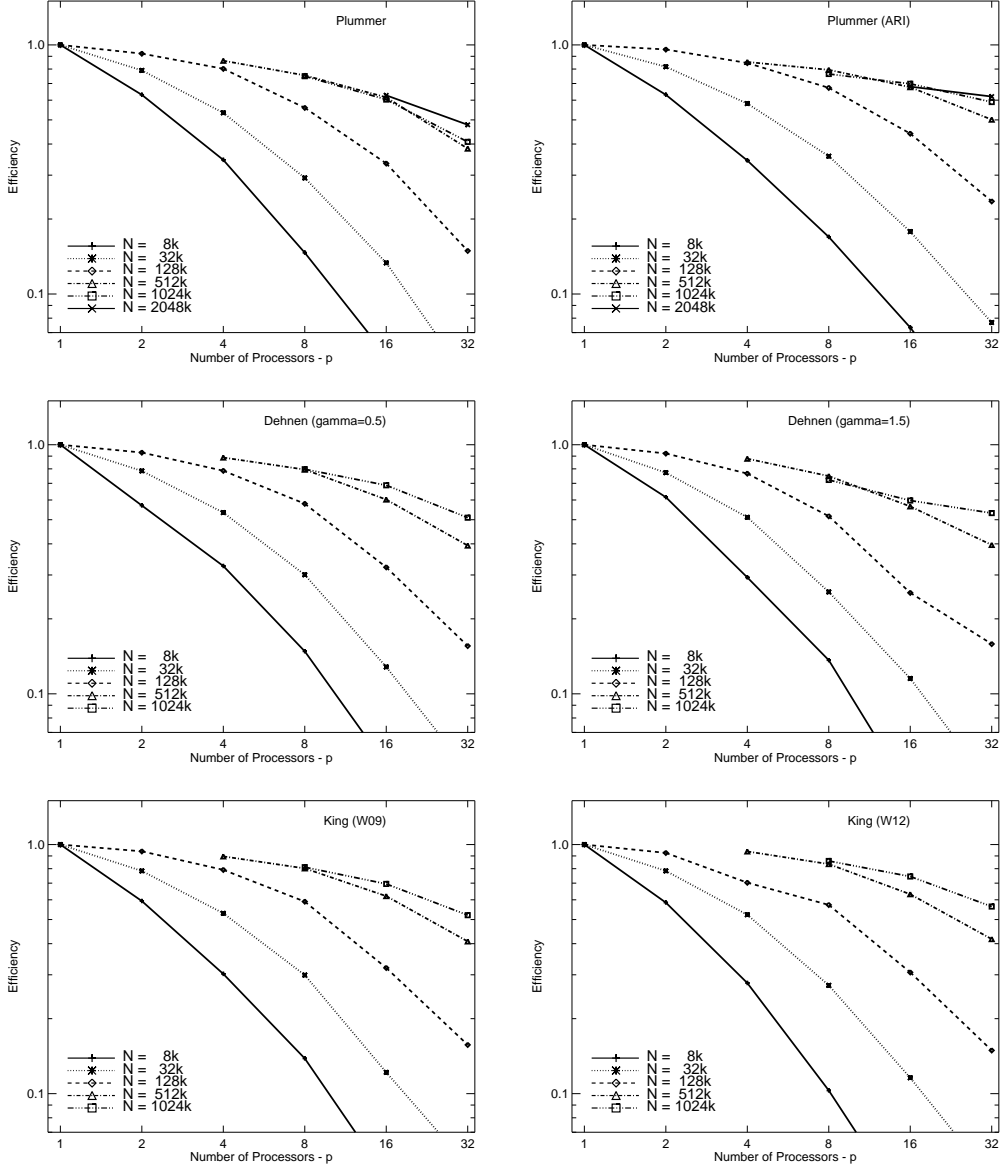 Plummer
Efficiency
1.0
0.1
N = 8k
N = 32k
N = 128k
N = 512k
N = 1024k
N = 2048k
1 2 4 8 16 32
Number of Processors - p
Plummer (ARI)
Efficiency
1.0
0.1
N = 8k
N = 32k
N = 128k
N = 512k
N = 1024k
N = 2048k
1 2 4 8 16 32
Number of Processors - p
Dehnen (gamma=0.5)
Efficiency
1.0
0.1
N = 8k
N = 32k
N = 128k
N = 512k
N = 1024k
1 2 4 8 16 32
Number of Processors - p
Dehnen (gamma=1.5)
Efficiency
1.0
0.1
N = 8k
N = 32k
N = 128k
N = 512k
N = 1024k
1 2 4 8 16 32
Number of Processors - p
King (W09)
Efficiency
1.0
0.1
N = 8k
N = 32k
N = 128k
N = 512k
N = 1024k
1 2 4 8 16 32
Number of Processors - p
King (W12)
Efficiency
1.0
0.1
N = 8k
N = 32k
N = 128k
N = 512k
N = 1024k
1 2 4 8 16 32
Number of Processors - p